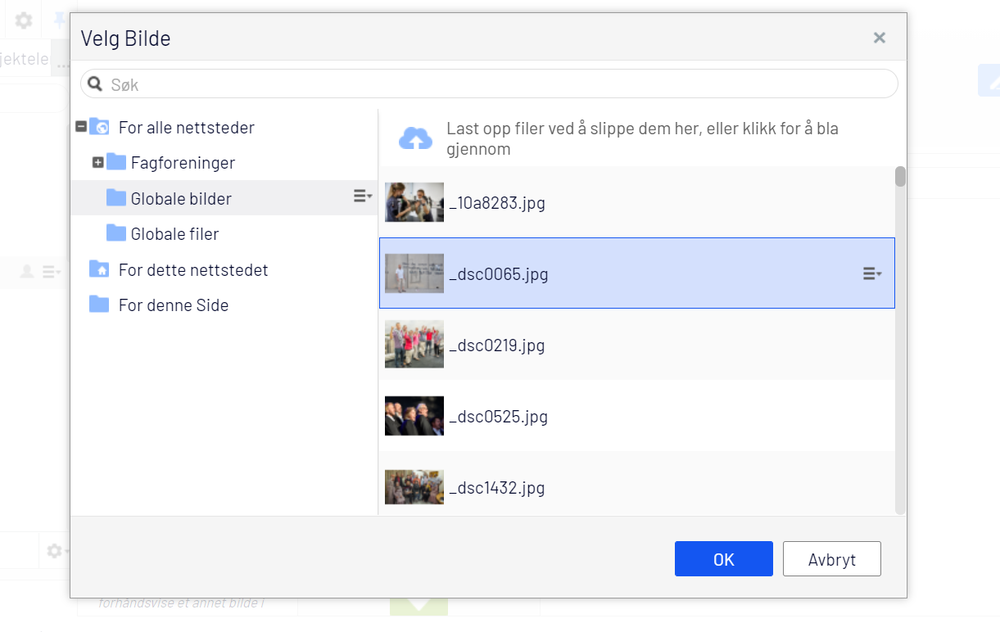 Velg Bilde
jektele
...
Søk
For alle nettsteder
Fagforeninger
Globale bilder
Globale filer
For dette nettstedet
For denne Side
Last opp filer ved å slippe dem her, eller klikk for å bla
gjennom
_10a8283.jpg
_dsc0065.jpg
_dsc0219.jpg
_dsc0525.jpg
_dsc1432.jpg
OK
Avbryt
forhåndsvise et annet bilde i